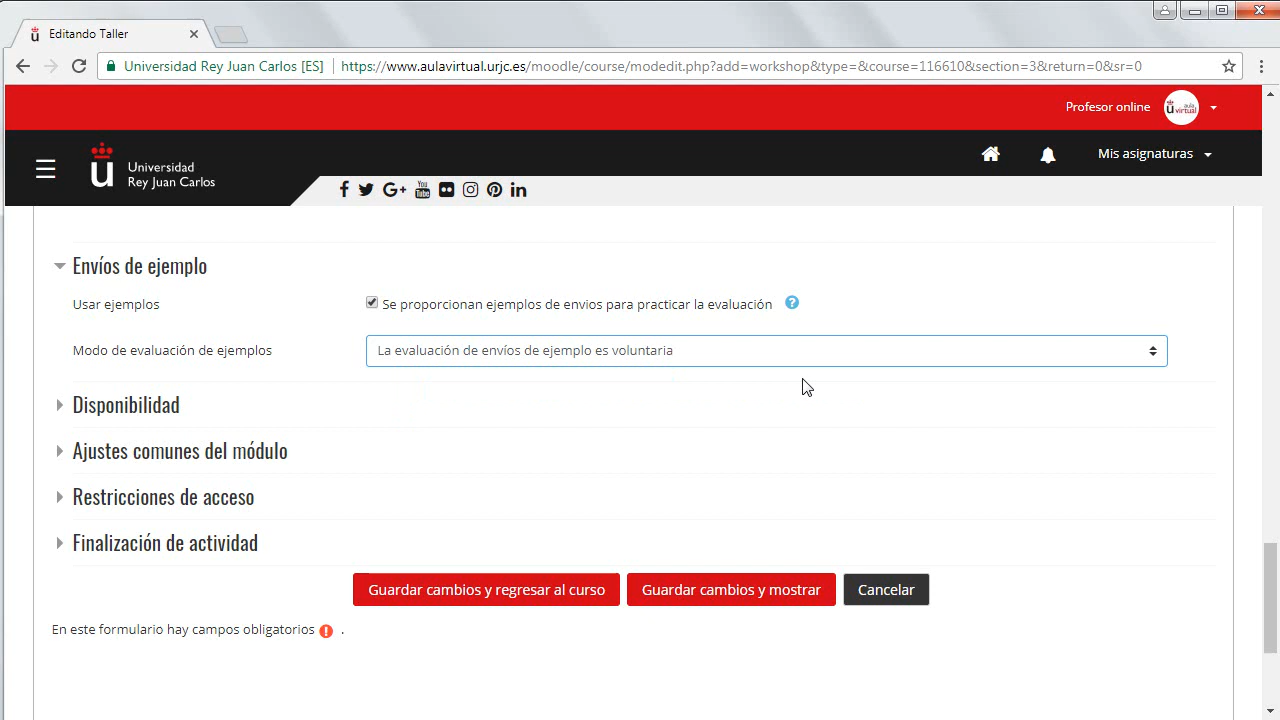 Editando Taller
Universidad Rey Juan Carlos [ES] https://www.aulavirtual.urjc.es/moodle/course/modedit.php?add=workshop&type=&course=116610&section=3&return=0&sr=0
Profesor online
aula virtual
Universidad
Rey Juan Carlos
Mis asignaturas
You Tube
Envíos de ejemplo
Usar ejemplos Se proporcionan ejemplos de envios para practicar la evaluación
Modo de evaluación de ejemplos La evaluación de envíos de ejemplo es voluntaria
Disponibilidad
Ajustes comunes del módulo
Restricciones de acceso
Finalización de actividad
Guardar cambios y regresar al curso Guardar cambios y mostrar Cancelar
En este formulario hay campos obligatorios .